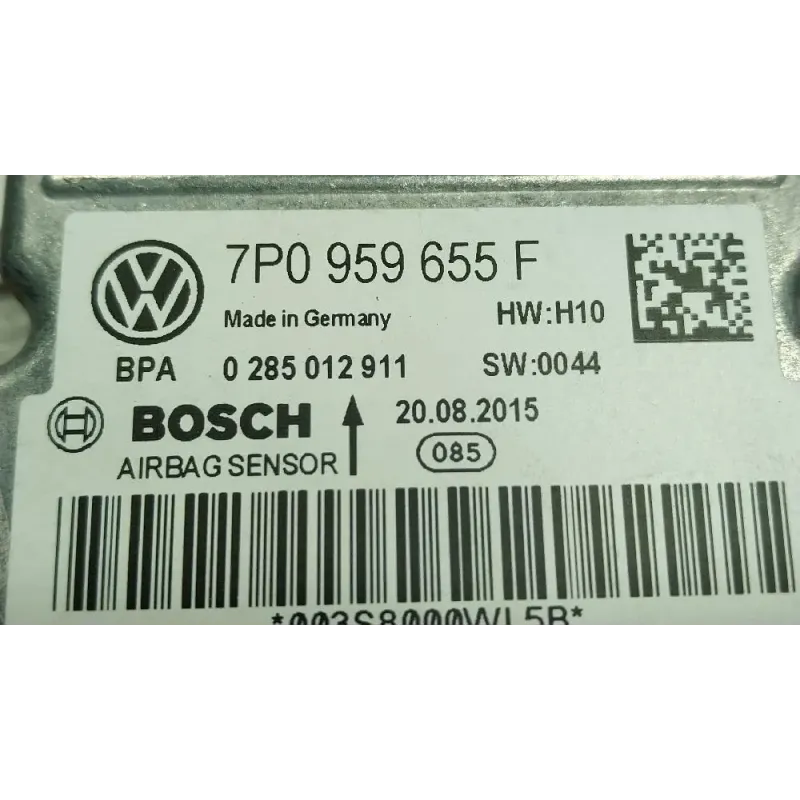 7P0 959 655 F
Made in Germany HW:H10
BPA 0 285 012 911 SW:0044
BOSCH 20.08.2015
AIRBAG SENSOR 085
*003S8000WL5B*